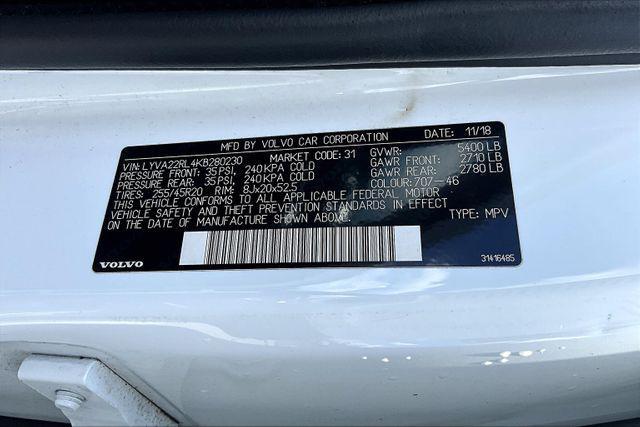 MFD BY VOLVO CAR CORPORATION DATE: 11/18
VIN: LYVA22RL4KB280230 MARKET CODE: 31 GVWR: 5400 LB
PRESSURE FRONT: 35PSI, 240KPA COLD GAWR FRONT: 2710 LB
PRESSURE REAR: 35PSI, 240KPA COLD GAWR REAR: 2780 LB
TIRES: 255/45R20 RIM: 8Jx20x52.5 COLOUR: 707-46
THIS VEHICLE CONFORMS TO ALL APPLICABLE FEDERAL MOTOR
VEHICLE SAFETY AND THEFT PREVENTION STANDARDS IN EFFECT
ON THE DATE OF MANUFACTURE SHOWN ABOVE. TYPE: MPV
VOLVO 31416485